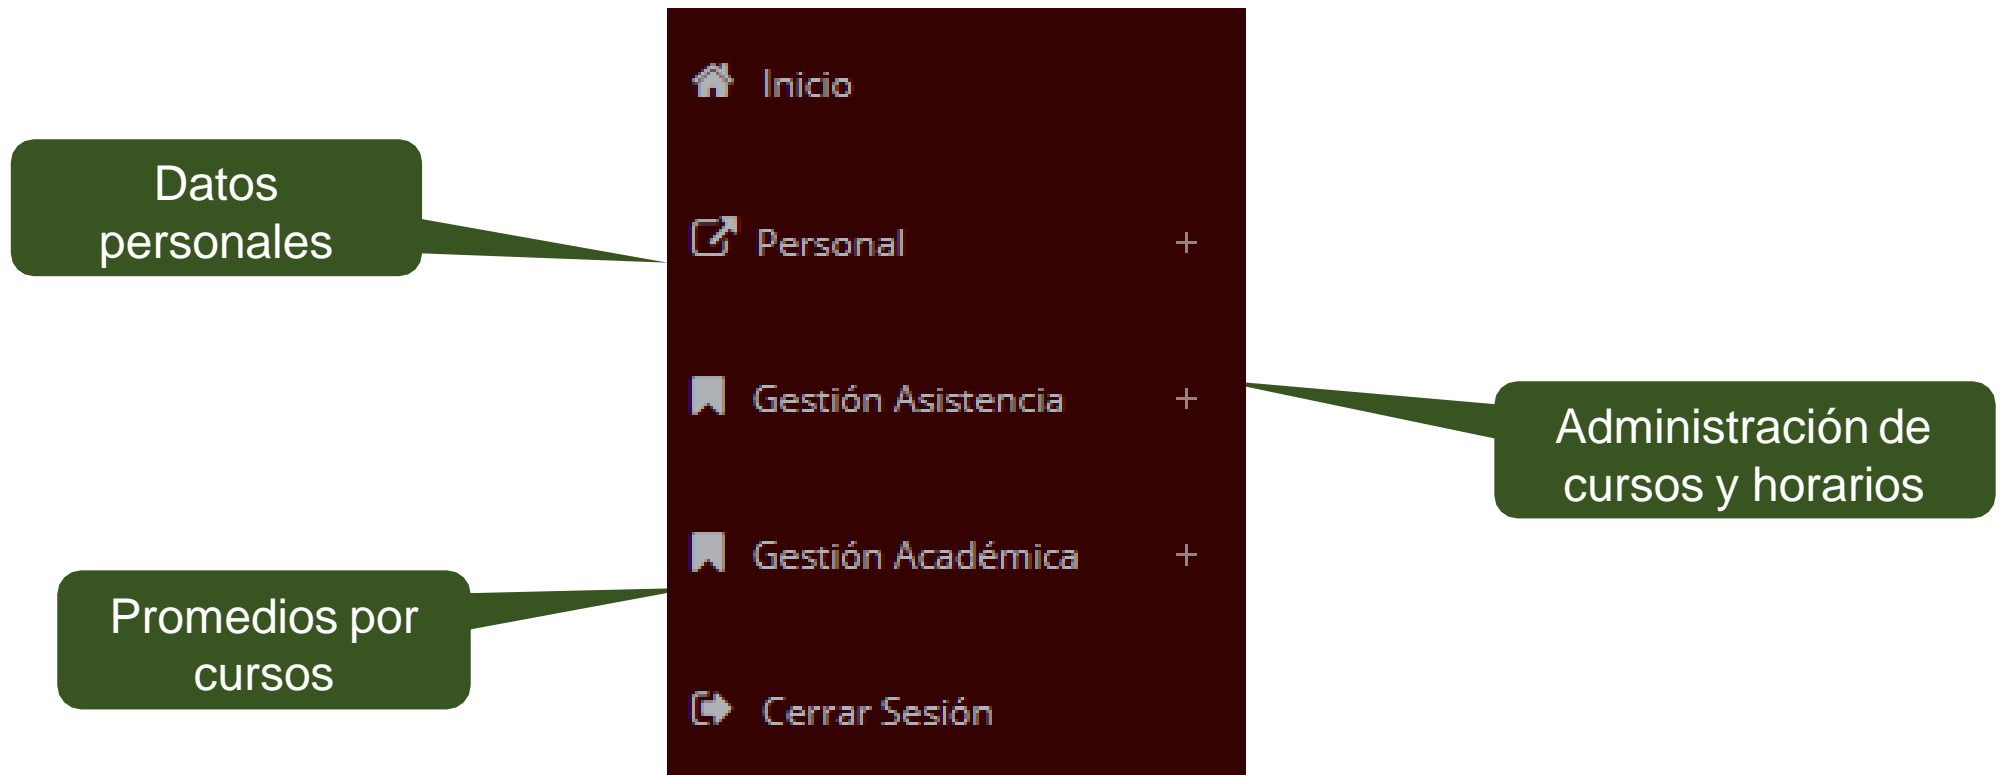 Inicio
Datos
personales
Personal +
Gestión Asistencia +
Administración de
cursos y horarios
Gestión Académica +
Promedios por
cursos
Cerrar Sesión